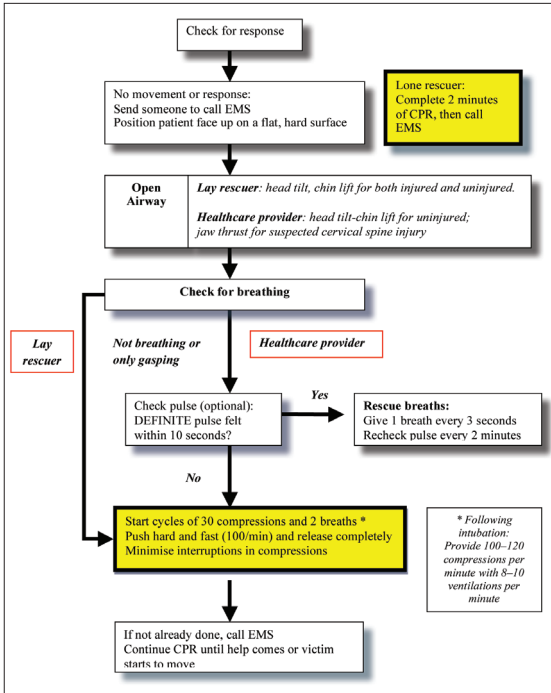 Check for response
No movement or response:
Send someone to call EMS
Position patient face up on a flat, hard surface
Lone rescuer:
Complete 2 minutes
of CPR, then call
EMS
Open
Airway
Lay rescuer: head tilt, chin lift for both injured and uninjured.
Healthcare provider: head tilt-chin lift for uninjured;
jaw thrust for suspected cervical spine injury
Check for breathing
Lay
rescuer
Not breathing or
only gasping
Healthcare provider
Check pulse (optional):
DEFINITE pulse felt
within 10 seconds?
Yes
Rescue breaths:
Give 1 breath every 3 seconds
Recheck pulse every 2 minutes
No
Start cycles of 30 compressions and 2 breaths *
Push hard and fast (100/min) and release completely
Minimise interruptions in compressions
* Following
intubation:
Provide 100–120
compressions per
minute with 8–10
ventilations per
minute
If not already done, call EMS
Continue CPR until help comes or victim
starts to move